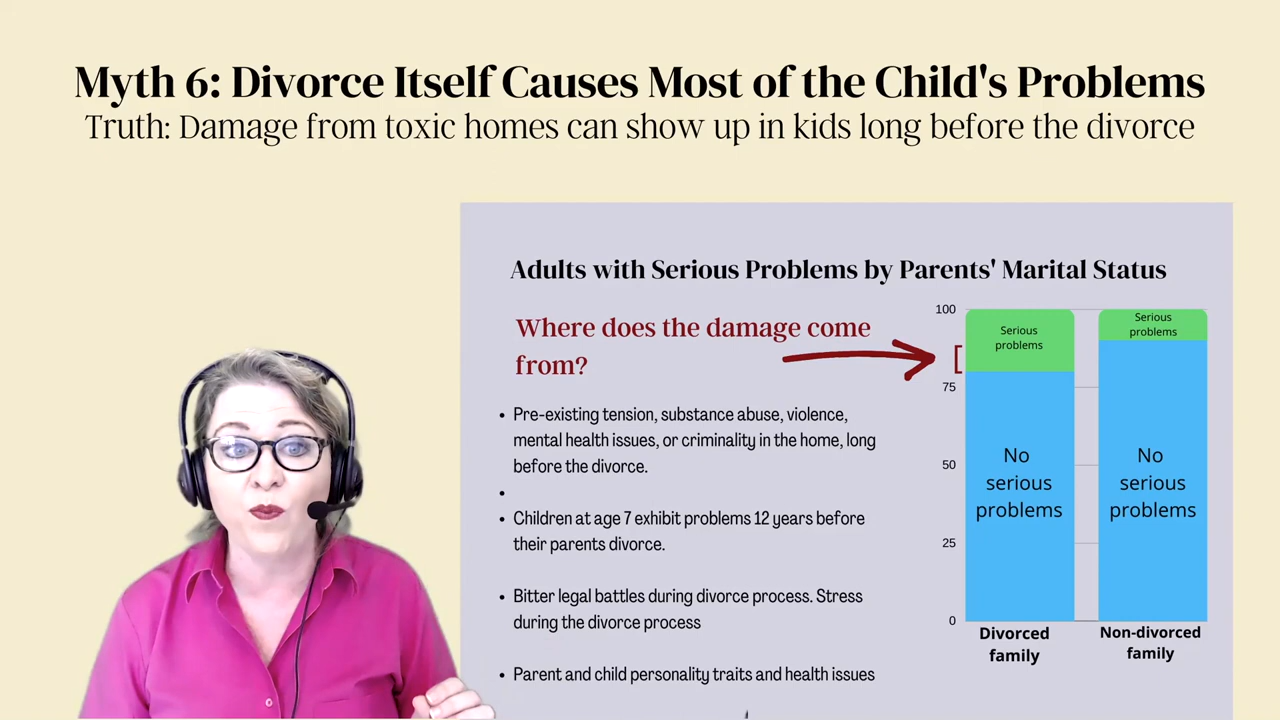 Myth 6: Divorce Itself Causes Most of the Child's Problems
Truth: Damage from toxic homes can show up in kids long before the divorce
Adults with Serious Problems by Parents' Marital Status
Where does the damage come
from?
• Pre-existing tension, substance abuse, violence,
mental health issues, or criminality in the home, long
before the divorce.
•
• Children at age 7 exhibit problems 12 years before
their parents divorce.
• Bitter legal battles during divorce process. Stress
during the divorce process
• Parent and child personality traits and health issues
100
75
50
25
0
Serious
problems
No
serious
problems
Divorced
family
Serious
problems
No
serious
problems
Non-divorced
family